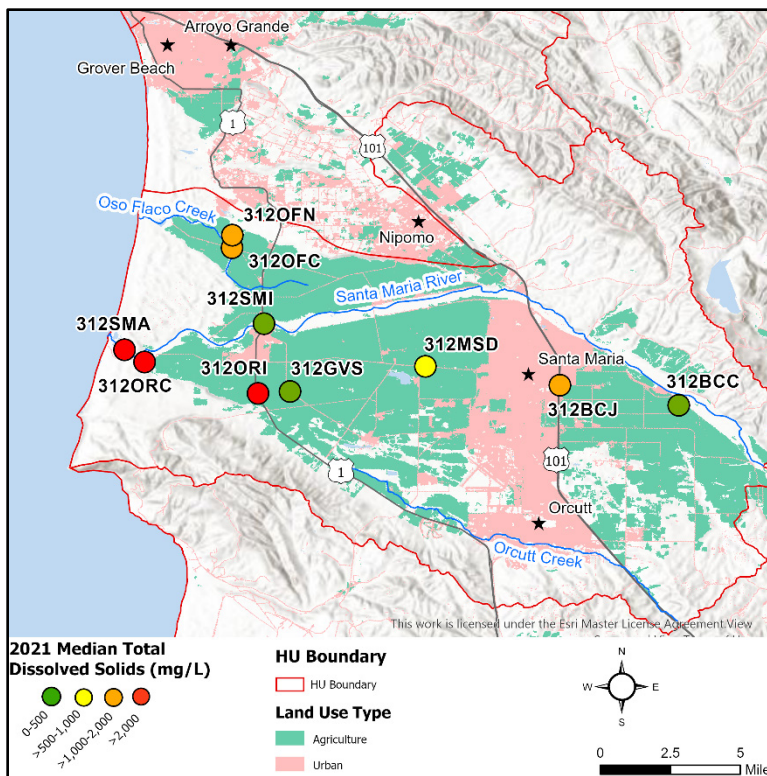 Arroyo Grande
Grover Beach
1
101
Oso Flaco Creek
312OFN
312OFC
Nipomo
312SMI
Santa Maria River
312SMA
312ORC
312ORI
312GVS
312MSD
Santa Maria
312BCJ
312BCC
1
101
Orcutt
Orcutt Creek
This work is licensed under the Esri Master License Agreement View
2021 Median Total
Dissolved Solids (mg/L)
0-500
>500-1,000
>1,000-2,000
>2,000
HU Boundary
HU Boundary
Land Use Type
Agriculture
Urban
N
W
E
S
0 2.5 5
Mile